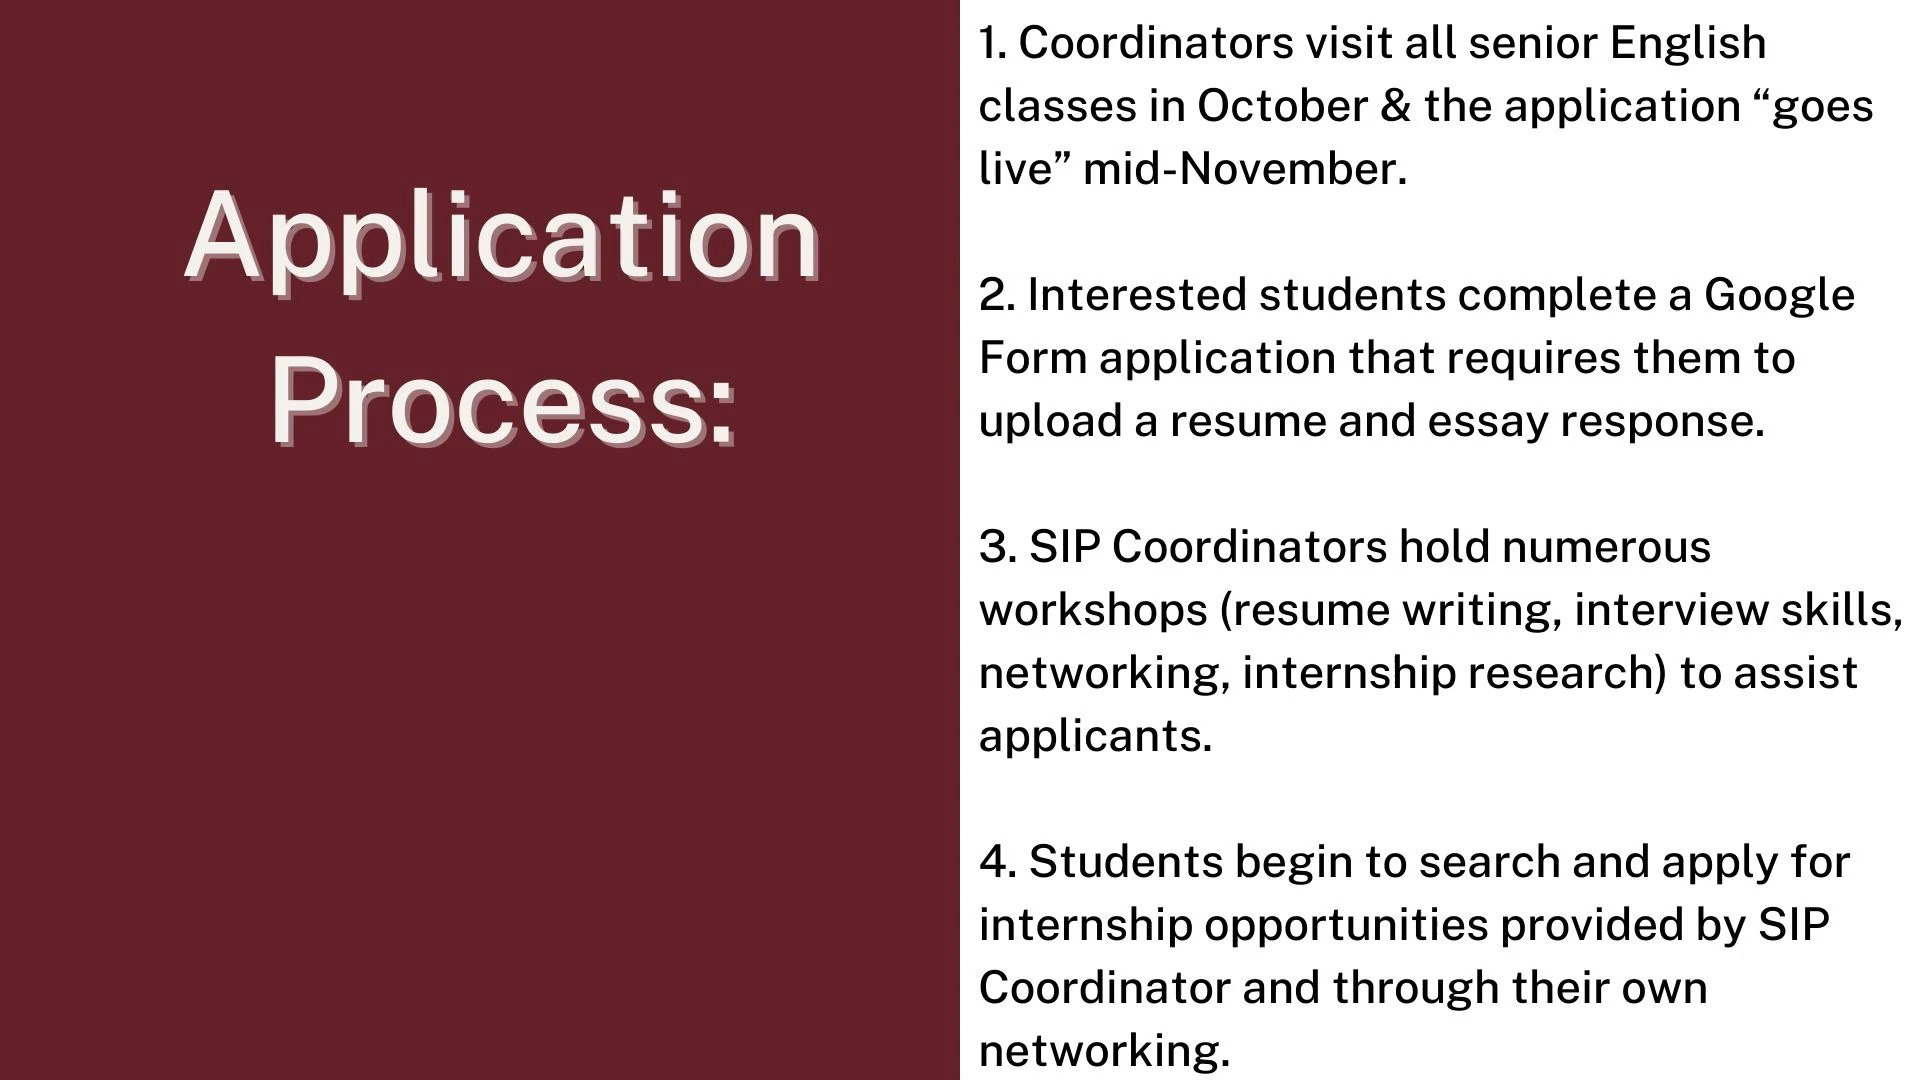 Application
Process:
1. Coordinators visit all senior English
classes in October & the application “goes
live” mid-November.
2. Interested students complete a Google
Form application that requires them to
upload a resume and essay response.
3. SIP Coordinators hold numerous
workshops (resume writing, interview skills,
networking, internship research) to assist
applicants.
4. Students begin to search and apply for
internship opportunities provided by SIP
Coordinator and through their own
networking.